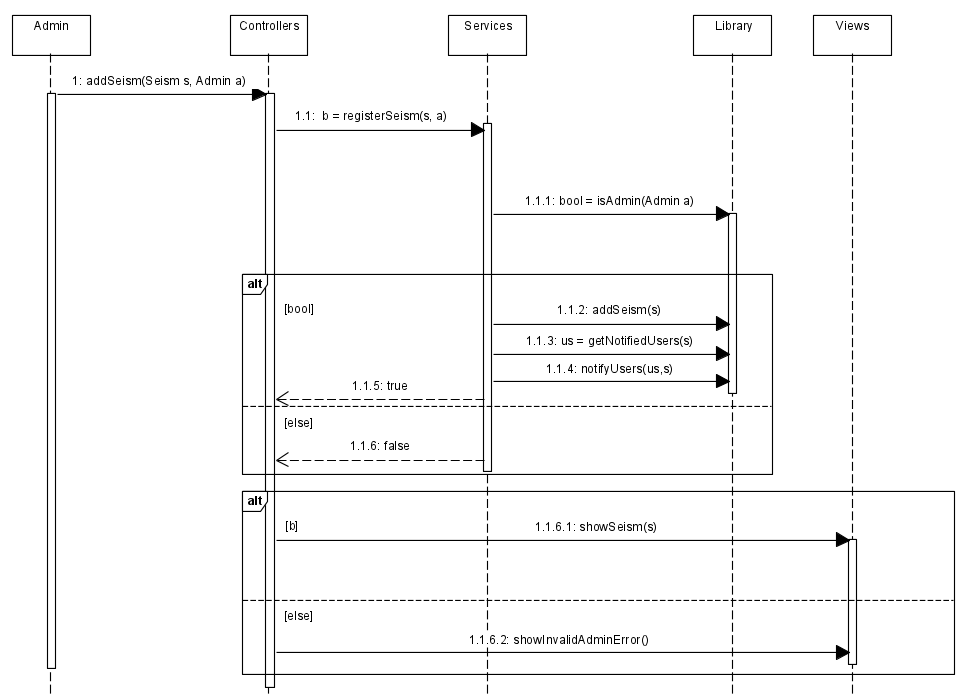 Admin
Controllers
Services
Library
Views
1: addSeism(Seism s, Admin a)
1.1:  b = registerSeism(s, a)
1.1.1: bool = isAdmin(Admin a)
alt
[bool]
1.1.2: addSeism(s)
1.1.3: us = getNotifiedUsers(s)
1.1.4: notifyUsers(us,s)
1.1.5: true
[else]
1.1.6: false
alt
[b]
1.1.6.1: showSeism(s)
[else]
1.1.6.2: showInvalidAdminError()